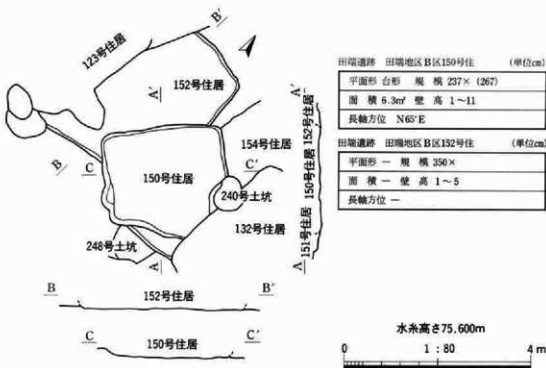 B'
123号住居
152号住居
A'
154号住居
B
C
C'
150号住居
240号土坑
132号住居
248号土坑
A
A'
152号住居
150号住居
151号住居
A
B
B'
152号住居
C
C'
150号住居
田端遺跡 田端地区B区150号住 (単位cm)
平面形 台形 規 模 237×(267)
面 積 6.3㎡ 壁 高 1~11
長軸方位 N65°E
田端遺跡 田端地区B区152号住 (単位cm)
平面形 ― 規 模 350×
面 積 ― 壁 高 1~5
長軸方位 ―
水糸高さ75.600m
0 1:80 4m